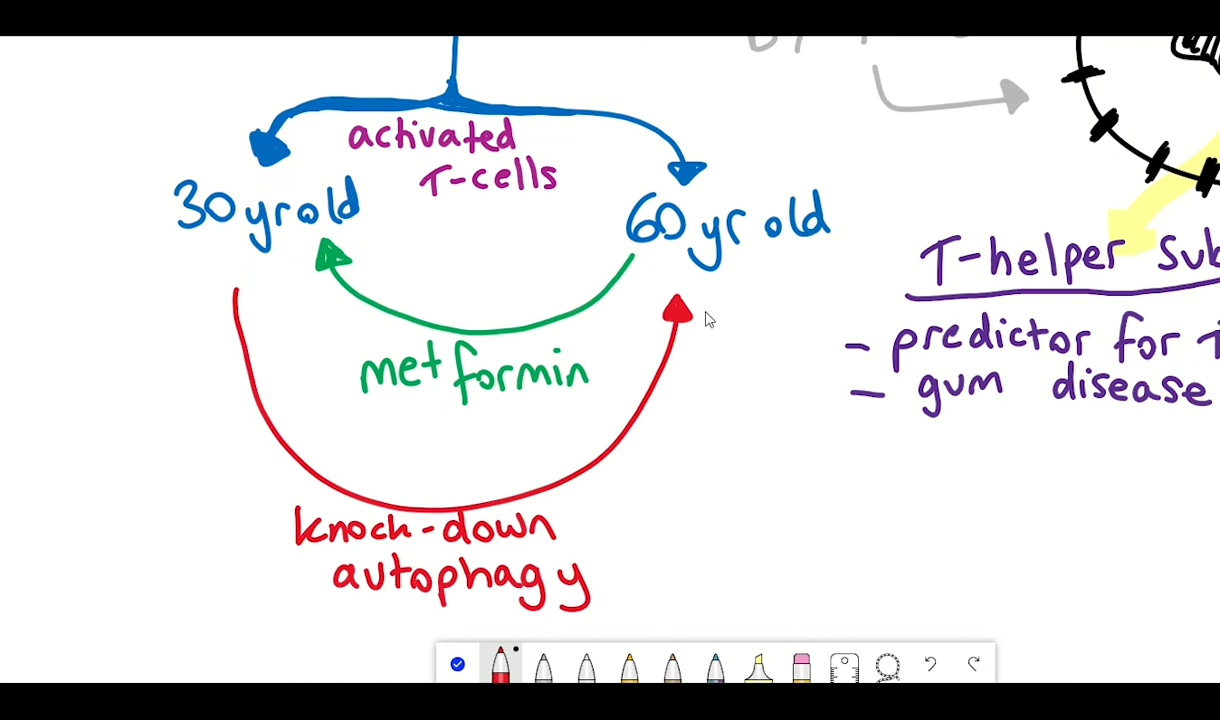 activated
T-cells
30 yr old
60 yr old
metformin
knock-down
autophagy
T-helper sub
- predictor for
- gum disease